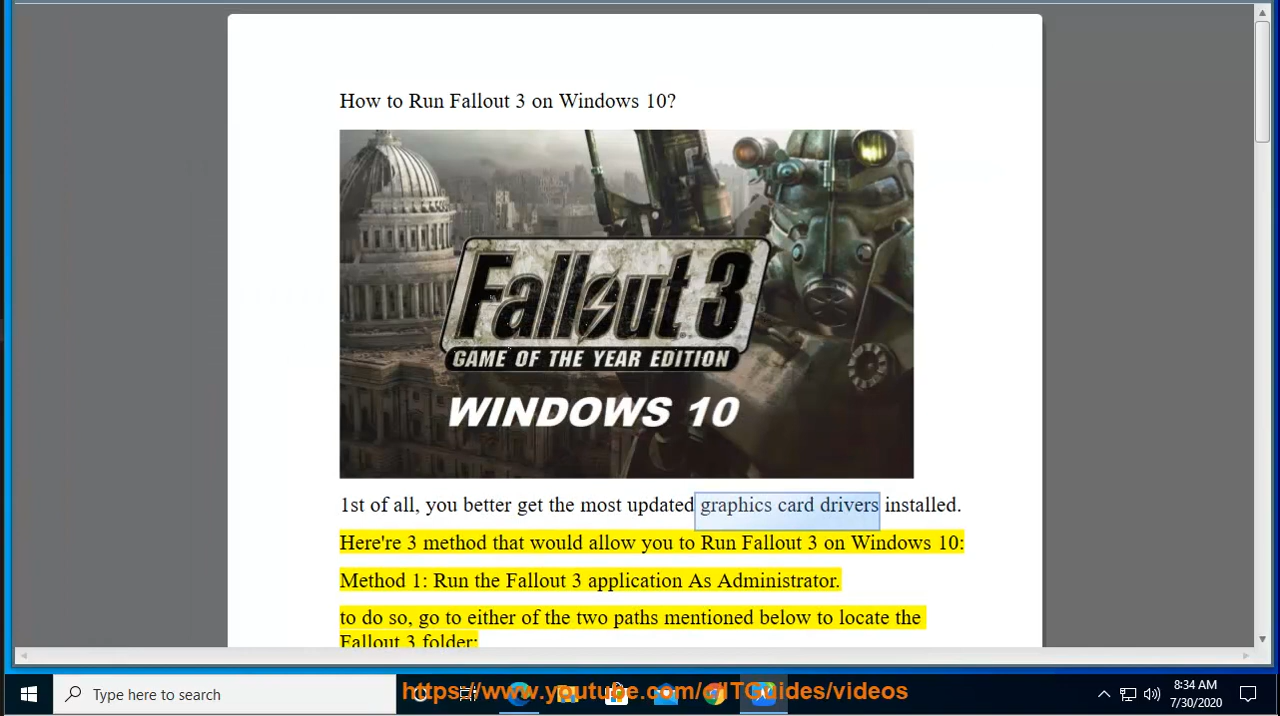 How to Run Fallout 3 on Windows 10?
Fallout 3
GAME OF THE YEAR EDITION
WINDOWS 10
1st of all, you better get the most updated graphics card drivers installed.
Here're 3 method that would allow you to Run Fallout 3 on Windows 10:
Method 1: Run the Fallout 3 application As Administrator.
to do so, go to either of the two paths mentioned below to locate the
Fallout 3 folder:
Type here to search
https://www.youtube.com/c/ITGuides/videos
8:34 AM
7/30/2020